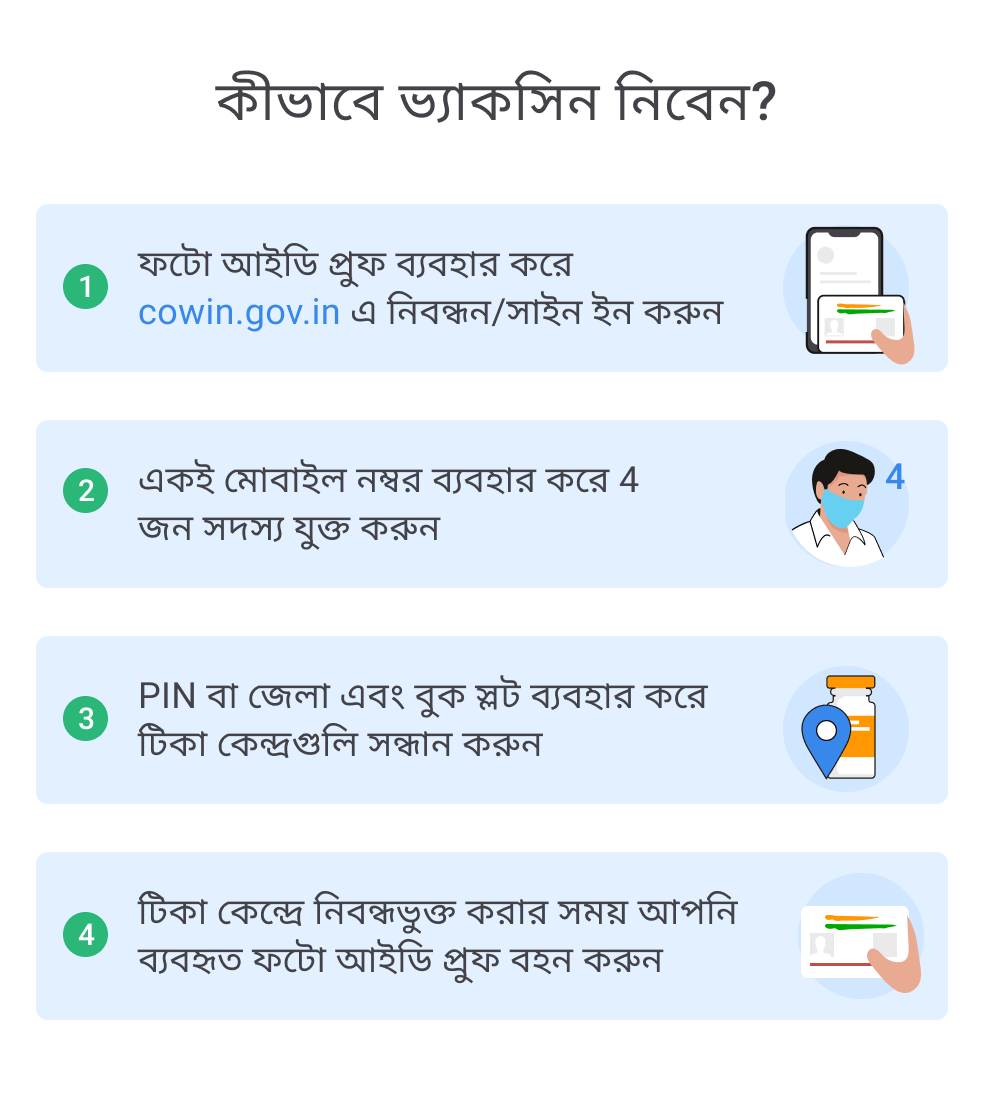 কীভাবে ভ্যাকসিন নিবেন?
1
ফটো আইডি প্রুফ ব্যবহার করে
cowin.gov.in এ নিবন্ধন/সাইন ইন করুন
2
একই মোবাইল নম্বর ব্যবহার করে 4
জন সদস্য যুক্ত করুন
4
3
PIN বা জেলা এবং বুক স্লট ব্যবহার করে
টিকা কেন্দ্রগুলি সন্ধান করুন
4
টিকা কেন্দ্রে নিবন্ধভুক্ত করার সময় আপনি
ব্যবহৃত ফটো আইডি প্রুফ বহন করুন